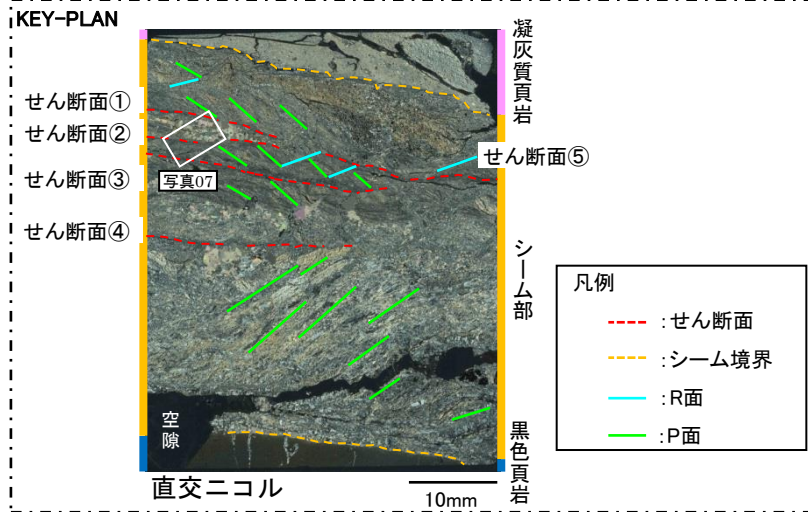 KEY-PLAN
凝灰質頁岩
せん断面①
せん断面②
せん断面③
せん断面④
せん断面⑤
写真07
シーム部
凡例
:せん断面
:シーム境界
:R面
:P面
空隙
黒色頁岩
直交ニコル
10mm